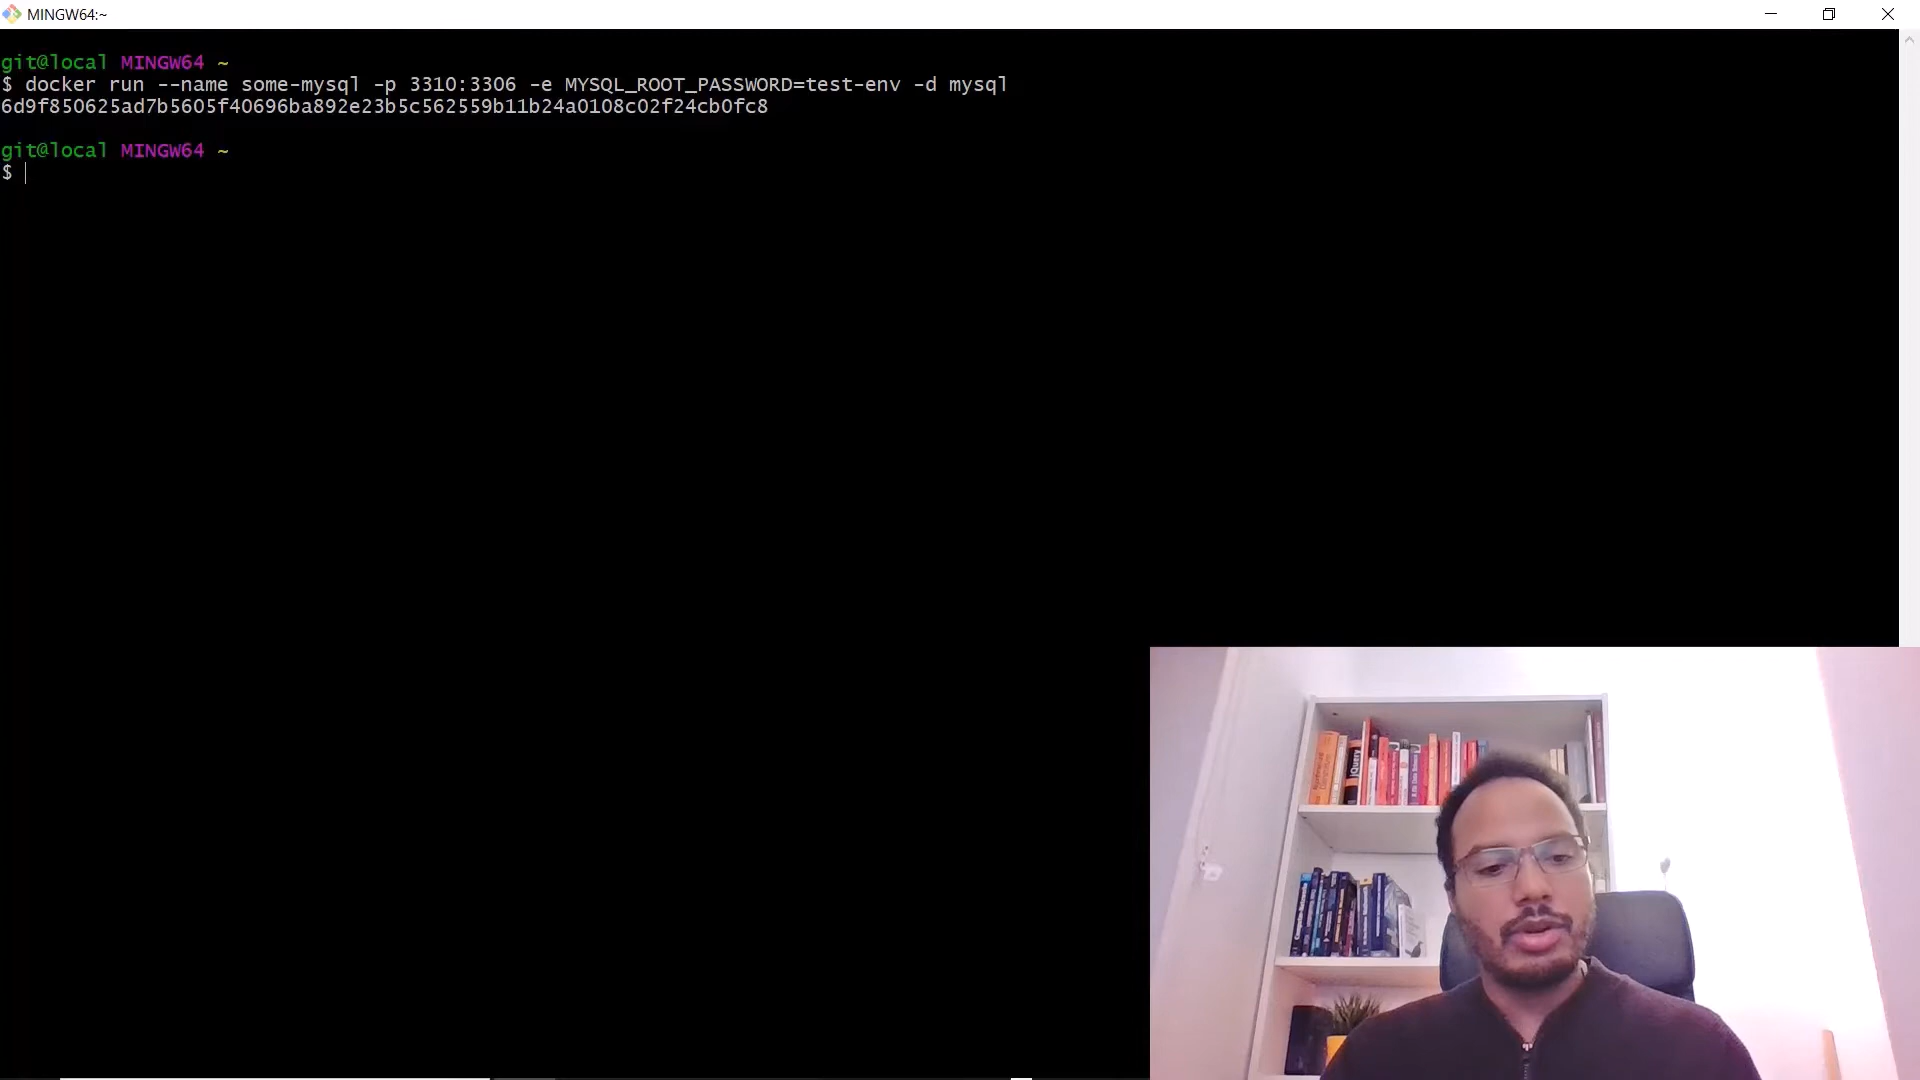 MINGW64:~
git@local MINGW64 ~
$ docker run --name some-mysql -p 3310:3306 -e MYSQL_ROOT_PASSWORD=test-env -d mysql
6d9f850625ad7b5605f40696ba892e23b5c562559b11b24a0108c02f24cb0fc8
git@local MINGW64 ~
$
jQuery